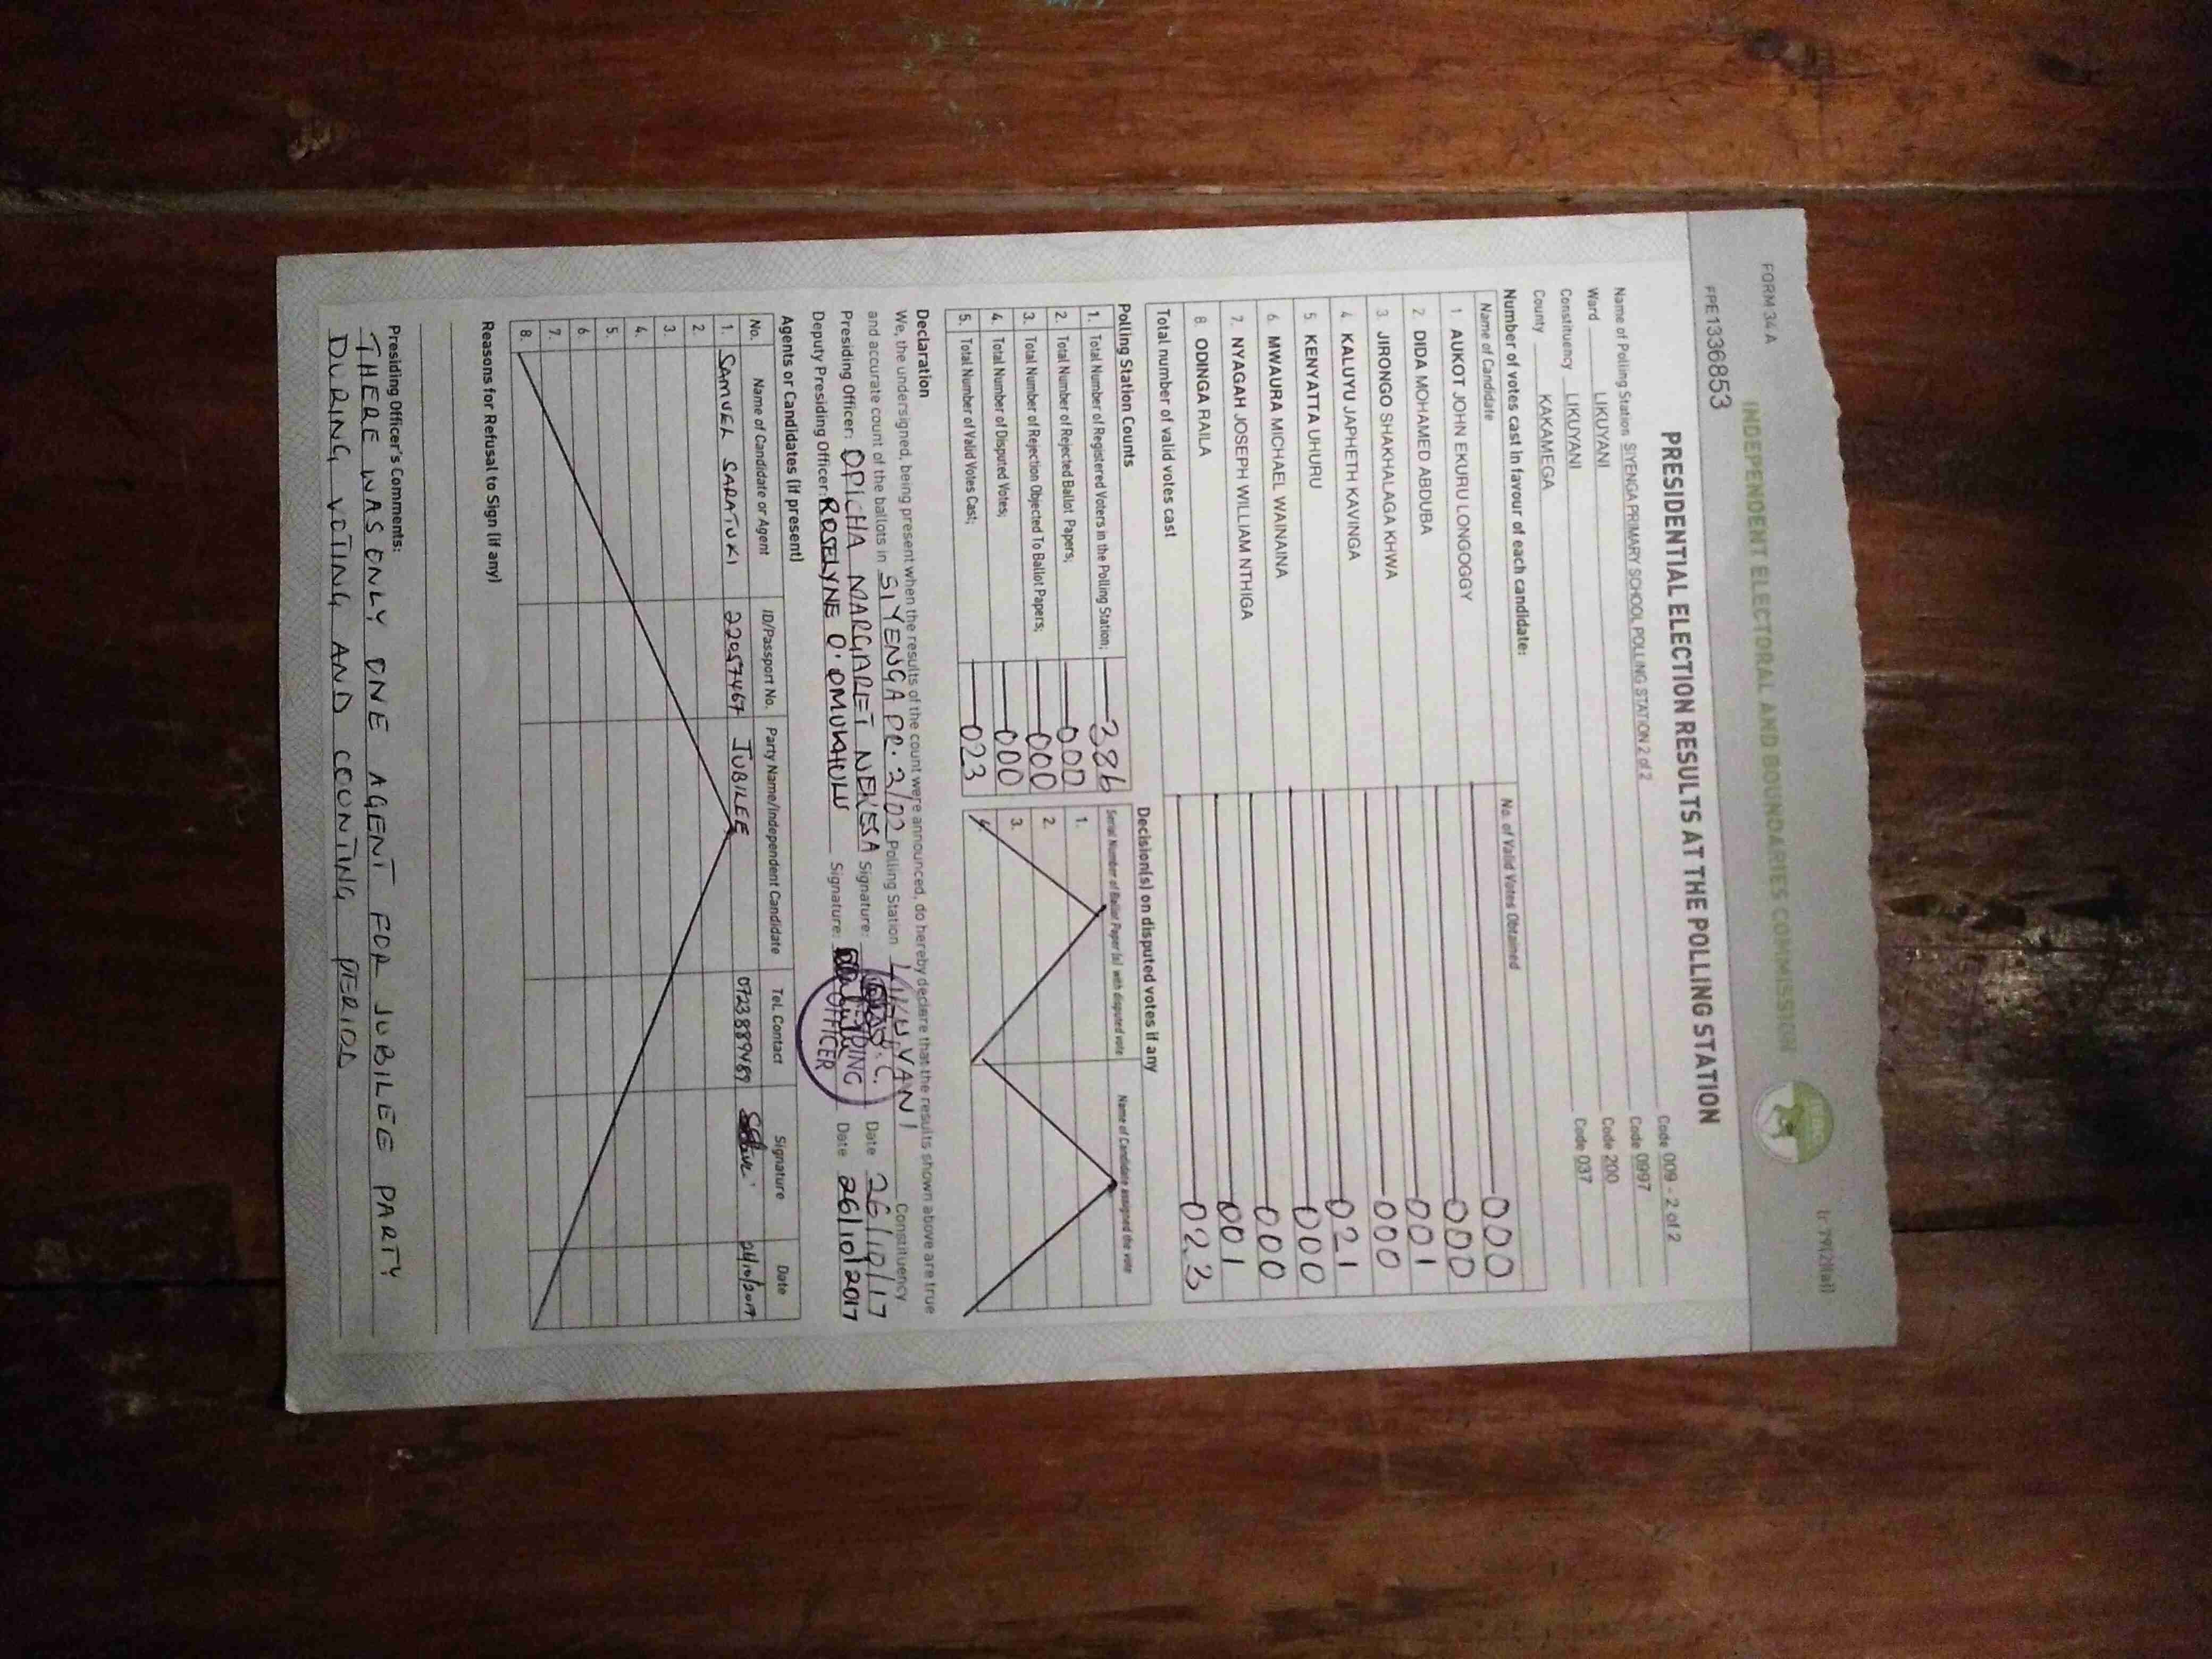 FORM 34 A
INDEPENDENT ELECTORAL AND BOUNDARIES COMMISSION
IEBC
(r 79(2)(a))
FPE1336853
PRESIDENTIAL ELECTION RESULTS AT THE POLLING STATION
Name of Polling Station SIYENGA PRIMARY SCHOOL POLLING STATION 2 of 2 Code 009 - 2 of 2
Ward LIKUYANI Code 0997
Constituency LIKUYANI Code 200
County KAKAMEGA Code 037
Number of votes cast in favour of each candidate:
Name of Candidate No. of Valid Votes Obtained
1 AUKOT JOHN EKURU LONGOGGY 000
2. DIDA MOHAMED ABDUBA 000
3 JIRONGO SHAKHALAGA KHWA 001
4 KALUYU JAPHETH KAVINGA 000
5 KENYATTA UHURU 021
6. MWAURA MICHAEL WAINAINA 000
7. NYAGAH JOSEPH WILLIAM NTHIGA 000
8. ODINGA RAILA 001
Total number of valid votes cast 023
Polling Station Counts
1. Total Number of Registered Voters in the Polling Station; 386
2. Total Number of Rejected Ballot Papers; 000
3. Total Number of Rejection Objected To Ballot Papers; 000
4. Total Number of Disputed Votes; 000
5. Total Number of Valid Votes Cast; 023
Decision(s) on disputed votes if any
Serial Number of Ballot Paper (s) with disputed vote Name of Candidate assigned the vote
1.
2.
3.
4
Declaration
We, the undersigned, being present when the results of the count were announced, do hereby declare that the results shown above are true
and accurate count of the ballots in SIYENGA PR. 2/02 Polling Station LIKUYANI Constituency
Presiding Officer: OPICHA MARGARET NEKESA Signature: Date 26/10/17
Deputy Presiding Officer: ROSELYNE O. OMUKHULU Signature: Date 26/10/2017
OFFICER
Agents or Candidates (if present)
No. Name of Candidate or Agent ID/Passport No. Party Name/Independent Candidate Tel. Contact Signature Date
1. SAMUEL SARATUKI 22057467 JUBILEE 0723889489 26/10/2017
2.
3.
4.
5.
6.
7.
8.
Reasons for Refusal to Sign (if any)
Presiding Officer's Comments:
THERE WAS ONLY ONE AGENT FOR JUBILEE PARTY
DURING VOTING AND COUNTING PERIOD